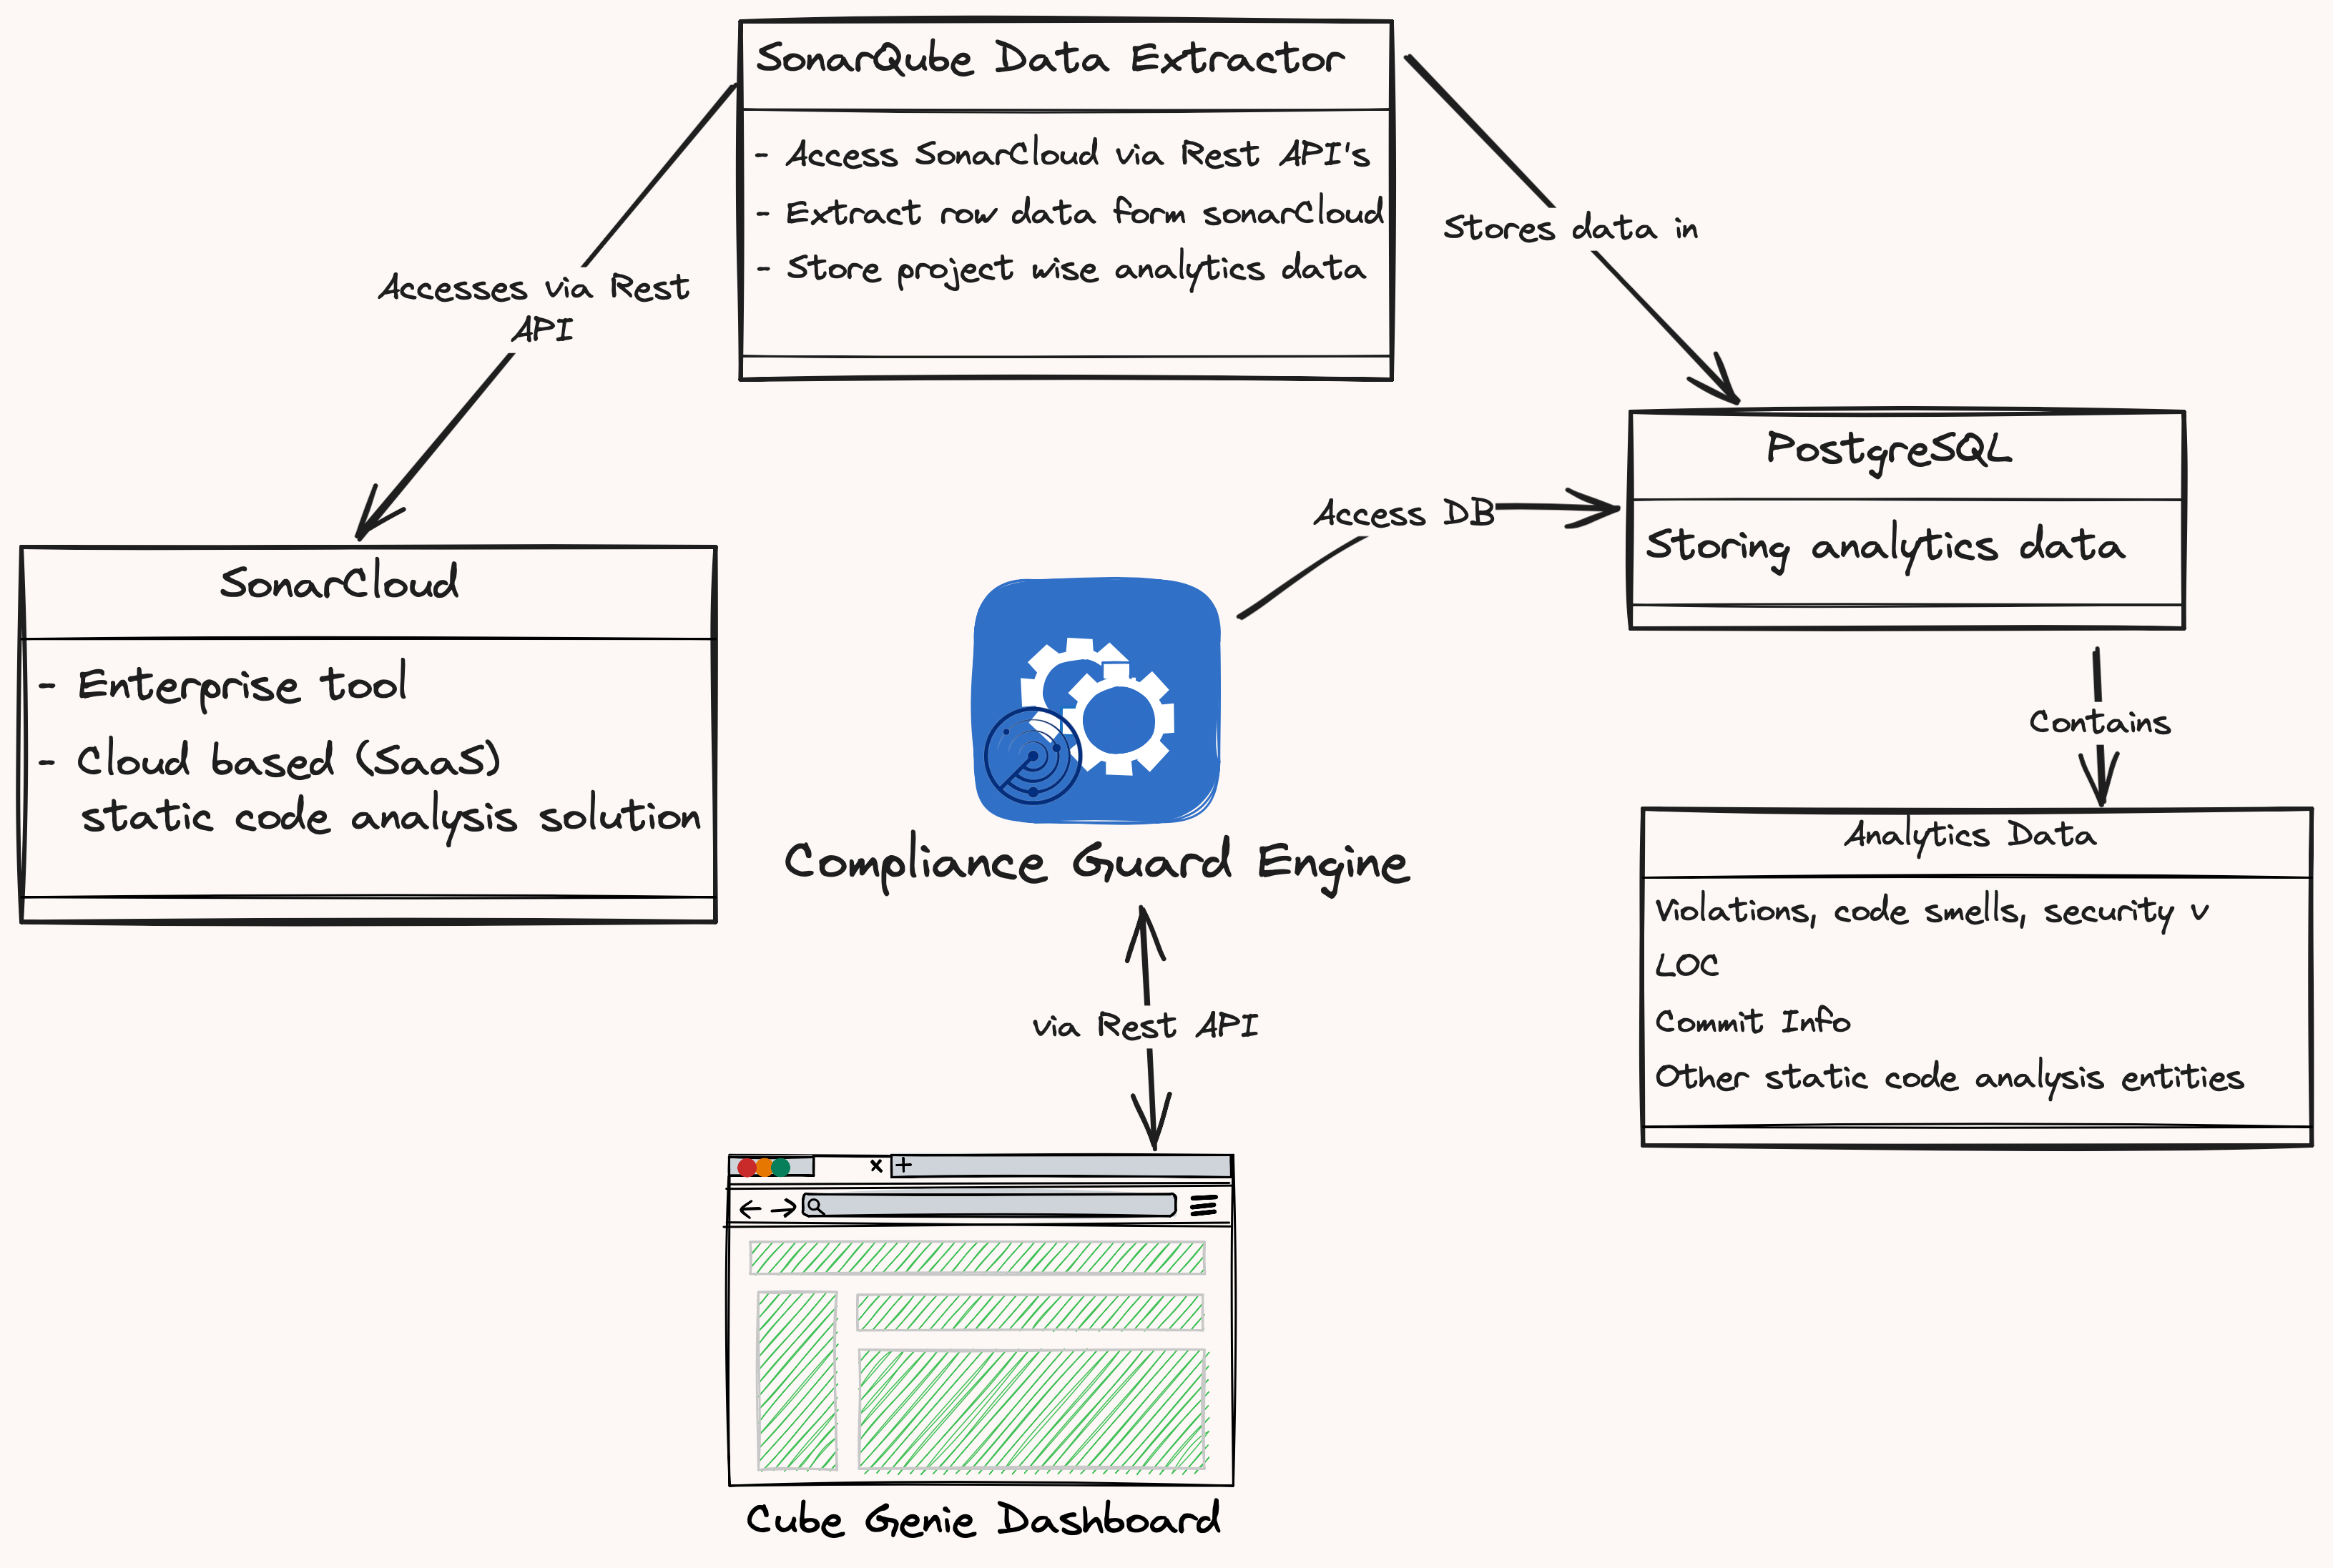 SonarQube Data Extractor
- Access SonarCloud via Rest API's
- Extract row data form sonarCloud
- Store project wise analytics data
Accesses via Rest
API
Stores data in
PostgreSQL
Storing analytics data
Access DB
SonarCloud
- Enterprise tool
- Cloud based (SaaS)
static code analysis solution
Compliance Guard Engine
Contains
Analytics Data
Violations, code smells, security v
LOC
Commit Info
Other static code analysis entities
via Rest API
Cube Genie Dashboard